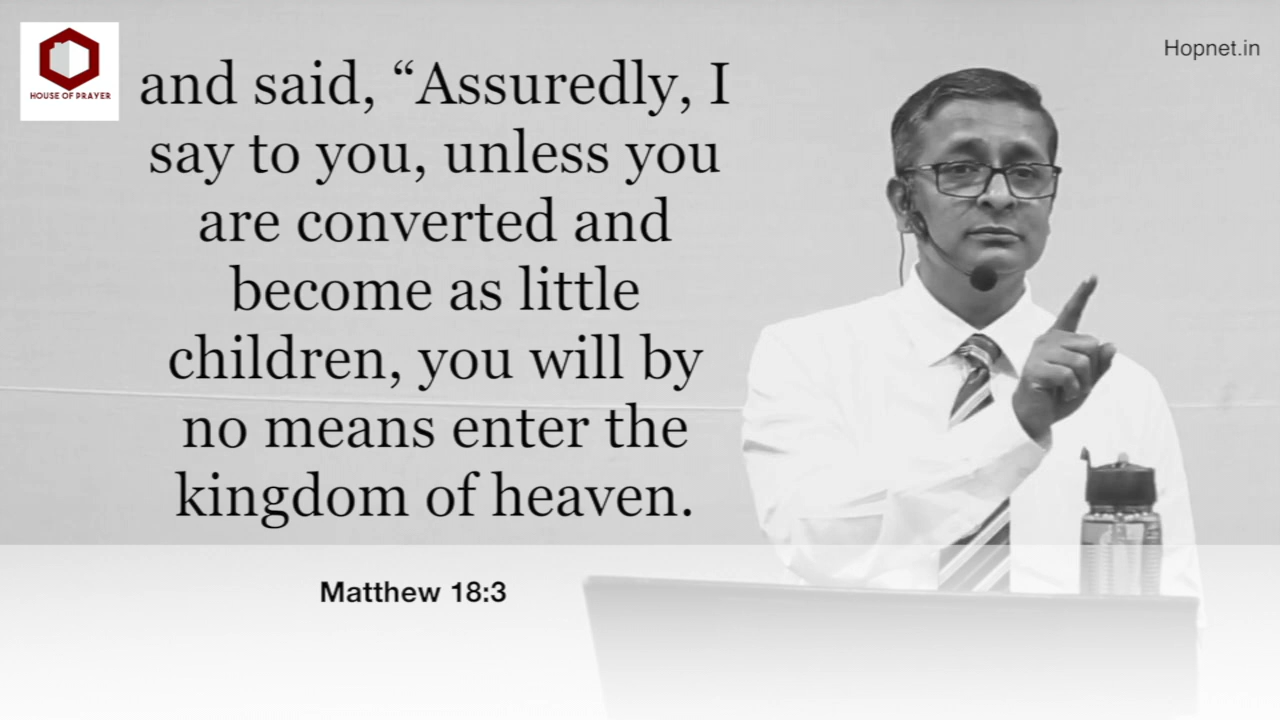 HOUSE OF PRAYER
Hopnet.in
and said, “Assuredly, I
say to you, unless you
are converted and
become as little
children, you will by
no means enter the
kingdom of heaven.
Matthew 18:3